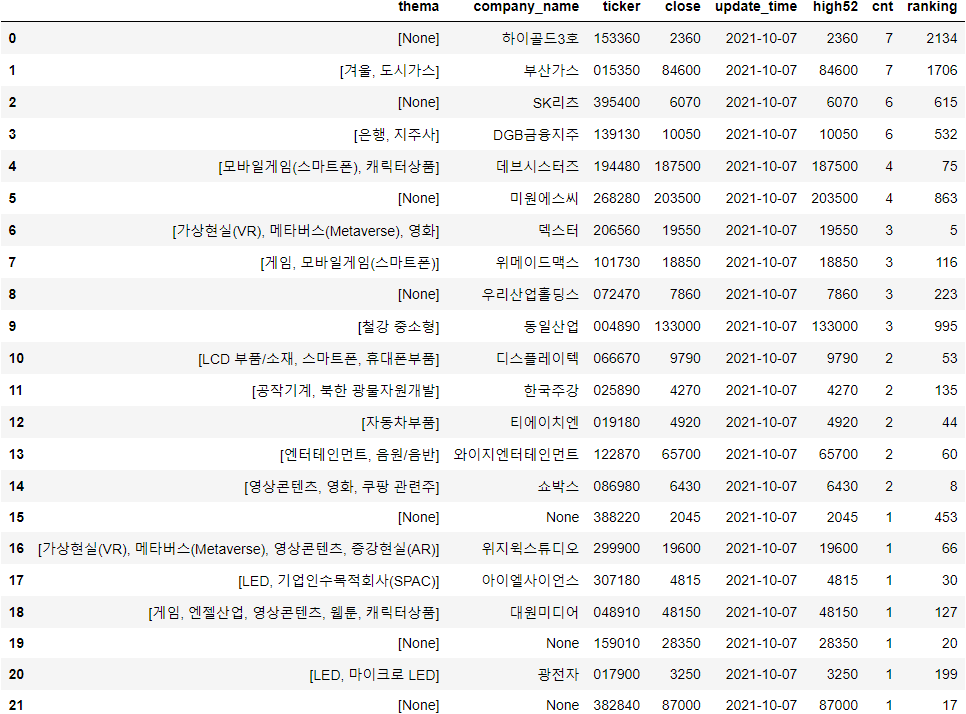 thema company_name ticker close update_time high52 cnt ranking
0 [None] 하이골드3호 153360 2360 2021-10-07 2360 7 2134
1 [겨울, 도시가스] 부산가스 015350 84600 2021-10-07 84600 7 1706
2 [None] SK리츠 395400 6070 2021-10-07 6070 6 615
3 [은행, 지주사] DGB금융지주 139130 10050 2021-10-07 10050 6 532
4 [모바일게임(스마트폰), 캐릭터상품] 데브시스터즈 194480 187500 2021-10-07 187500 4 75
5 [None] 미원에스씨 268280 203500 2021-10-07 203500 4 863
6 [가상현실(VR), 메타버스(Metaverse), 영화] 덱스터 206560 19550 2021-10-07 19550 3 5
7 [게임, 모바일게임(스마트폰)] 위메이드맥스 101730 18850 2021-10-07 18850 3 116
8 [None] 우리산업홀딩스 072470 7860 2021-10-07 7860 3 223
9 [철강 중소형] 동일산업 004890 133000 2021-10-07 133000 3 995
10 [LCD 부품/소재, 스마트폰, 휴대폰부품] 디스플레이텍 066670 9790 2021-10-07 9790 2 53
11 [공작기계, 북한 광물자원개발] 한국주강 025890 4270 2021-10-07 4270 2 135
12 [자동차부품] 티에이치엔 019180 4920 2021-10-07 4920 2 44
13 [엔터테인먼트, 음원/음반] 와이지엔터테인먼트 122870 65700 2021-10-07 65700 2 60
14 [영상콘텐츠, 영화, 쿠팡 관련주] 쇼박스 086980 6430 2021-10-07 6430 2 8
15 [None] None 388220 2045 2021-10-07 2045 1 453
16 [가상현실(VR), 메타버스(Metaverse), 영상콘텐츠, 증강현실(AR)] 위지윅스튜디오 299900 19600 2021-10-07 19600 1 66
17 [LED, 기업인수목적회사(SPAC)] 아이엘사이언스 307180 4815 2021-10-07 4815 1 30
18 [게임, 엔젤산업, 영상콘텐츠, 웹툰, 캐릭터상품] 대원미디어 048910 48150 2021-10-07 48150 1 127
19 [None] None 159010 28350 2021-10-07 28350 1 20
20 [LED, 마이크로 LED] 광전자 017900 3250 2021-10-07 3250 1 199
21 [None] None 382840 87000 2021-10-07 87000 1 17